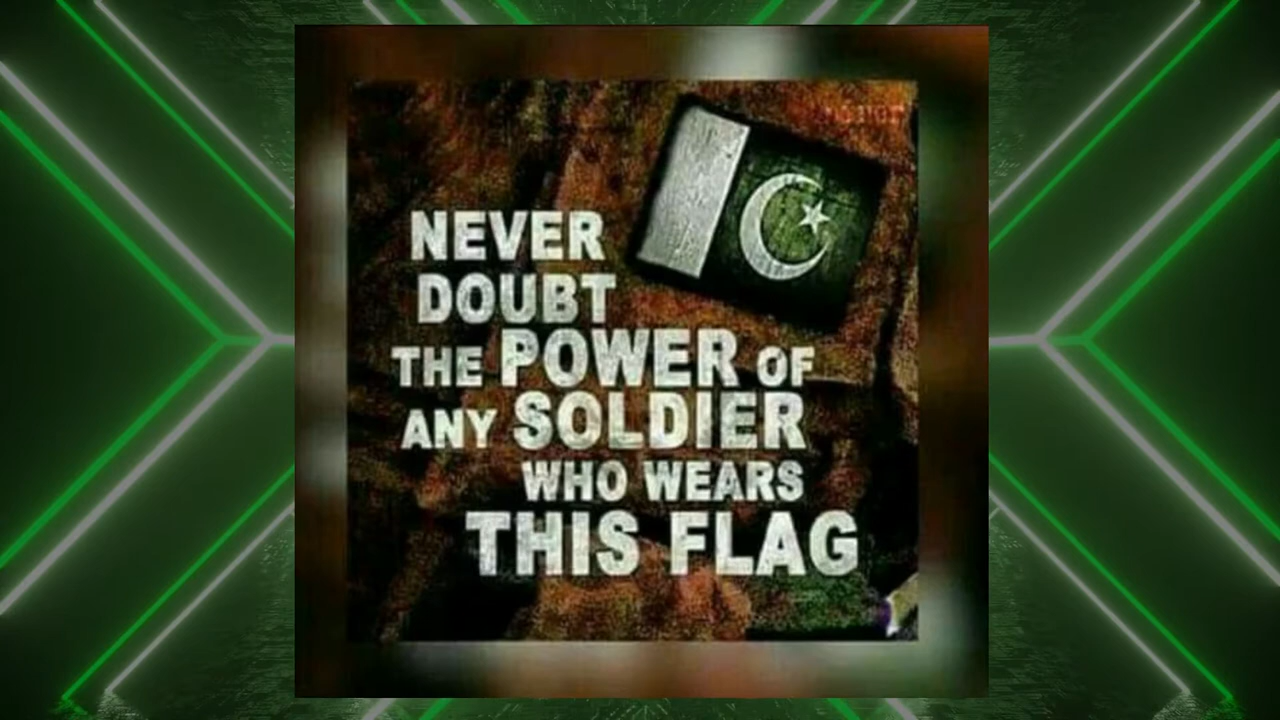 NEVER
DOUBT
THE POWER OF
ANY SOLDIER
WHO WEARS
THIS FLAG